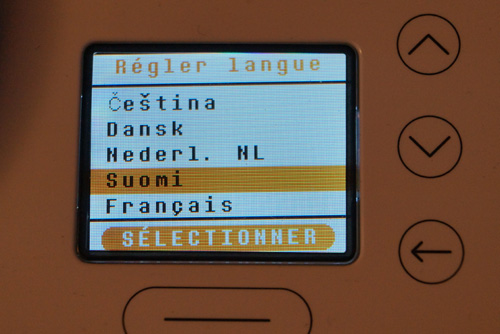 Régler langue
Čeština
Dansk
Nederl. NL
Suomi
Français
SÉLECTIONNER